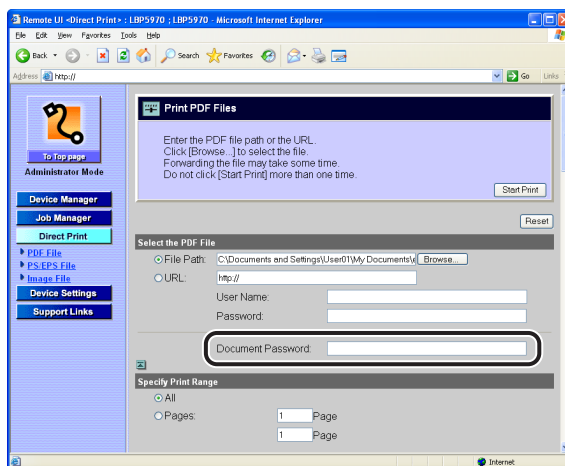 Remote UI <Direct Print> : LBP5970 ; LBP5970 - Microsoft Internet Explorer
File Edit View Favorites Tools Help
Back Search Favorites
Address http:// Go Links
To Top page
Administrator Mode
Device Manager
Job Manager
Direct Print
PDF File
PS/EPS File
Image File
Device Settings
Support Links
Print PDF Files
Enter the PDF file path or the URL.
Click [Browse...] to select the file.
Forwarding the file may take some time.
Do not click [Start Print] more than one time.
Start Print
Reset
Select the PDF File
File Path: C:\Documents and Settings\User01\My Documents\ Browse...
URL: http://
User Name:
Password:
Document Password:
Specify Print Range
All
Pages: 1 Page
1 Page
Internet